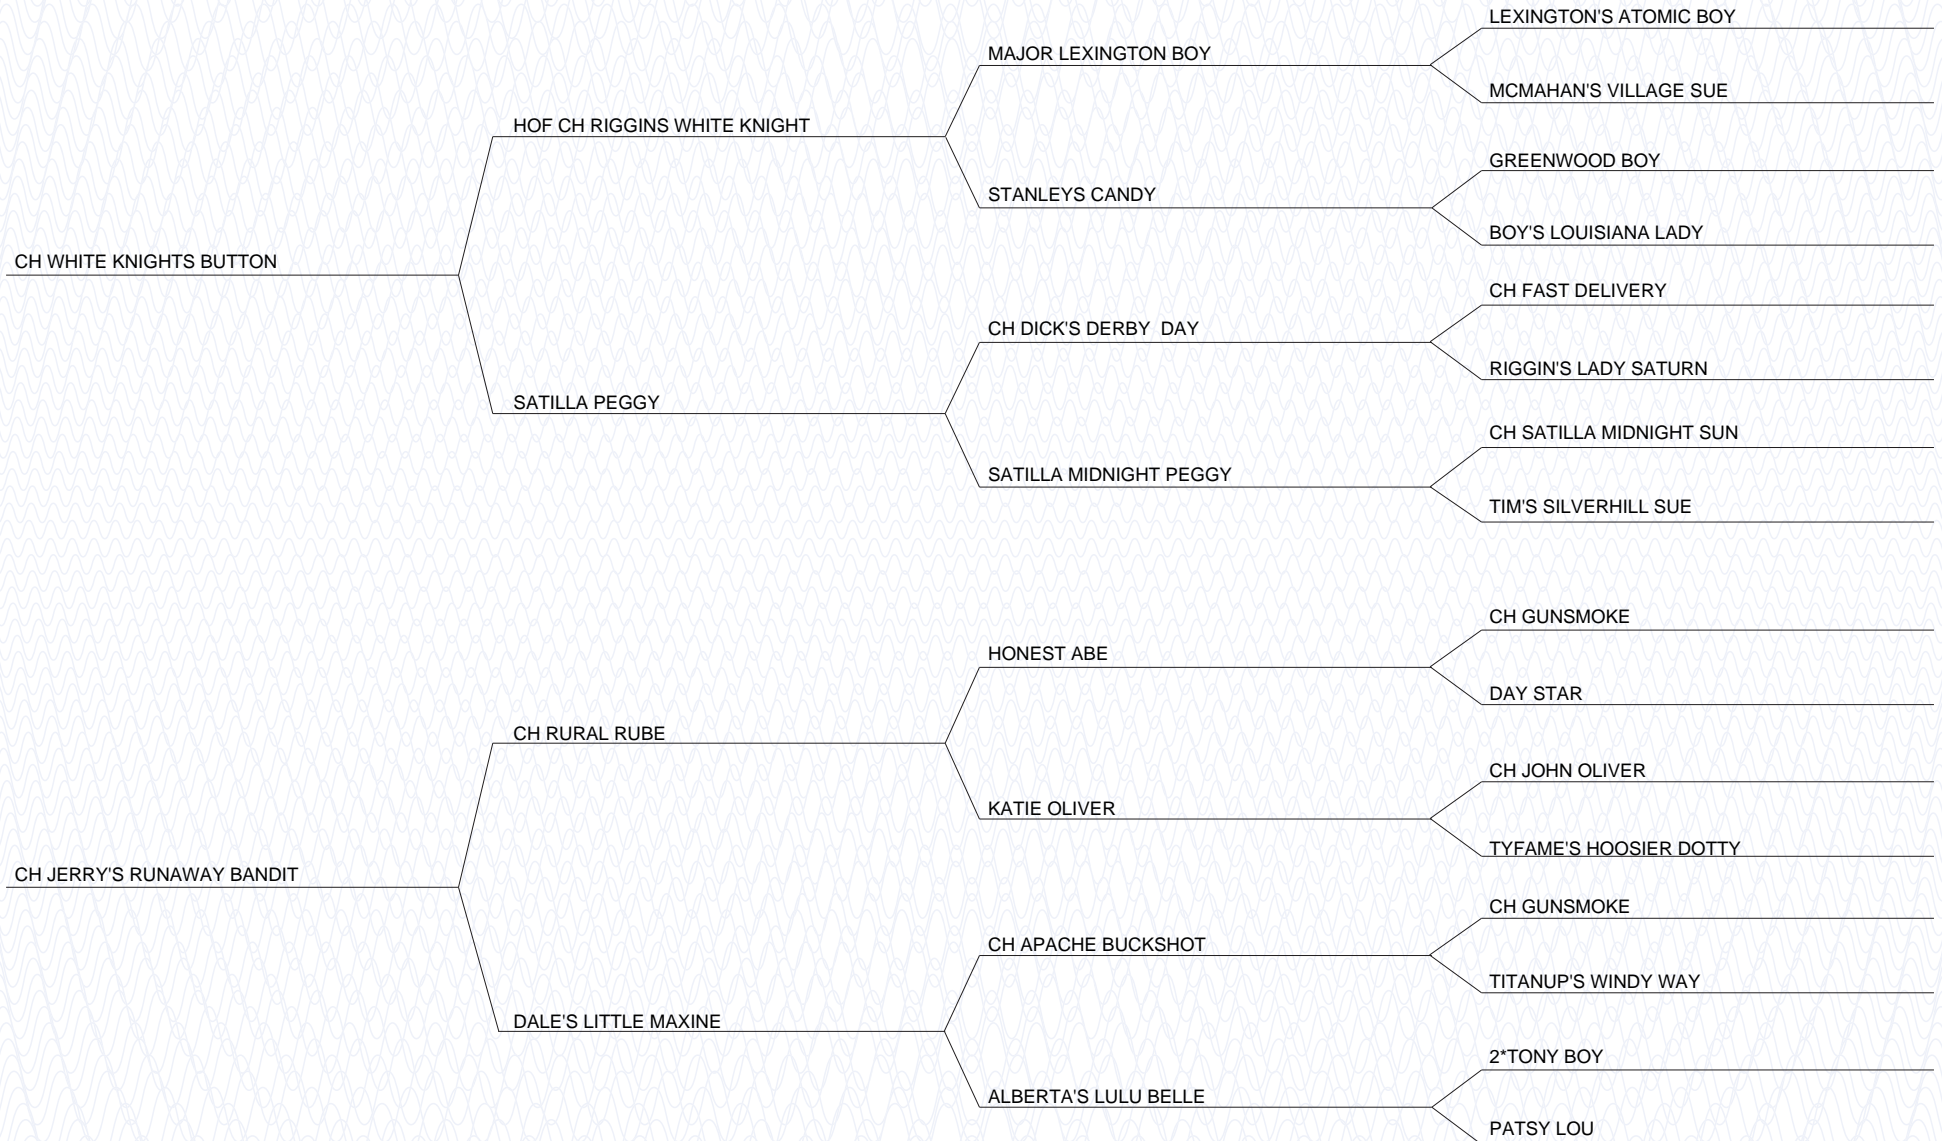 LEXINGTON'S ATOMIC BOY
MAJOR LEXINGTON BOY
MCMAHAN'S VILLAGE SUE
HOF CH RIGGINS WHITE KNIGHT
GREENWOOD BOY
STANLEYS CANDY
BOY'S LOUISIANA LADY
CH WHITE KNIGHTS BUTTON
CH FAST DELIVERY
CH DICK'S DERBY  DAY
RIGGIN'S LADY SATURN
SATILLA PEGGY
CH SATILLA MIDNIGHT SUN
SATILLA MIDNIGHT PEGGY
TIM'S SILVERHILL SUE
CH GUNSMOKE
HONEST ABE
DAY STAR
CH RURAL RUBE
CH JOHN OLIVER
KATIE OLIVER
TYFAME'S HOOSIER DOTTY
CH JERRY'S RUNAWAY BANDIT
CH GUNSMOKE
CH APACHE BUCKSHOT
TITANUP'S WINDY WAY
DALE'S LITTLE MAXINE
2*TONY BOY
ALBERTA'S LULU BELLE
PATSY LOU